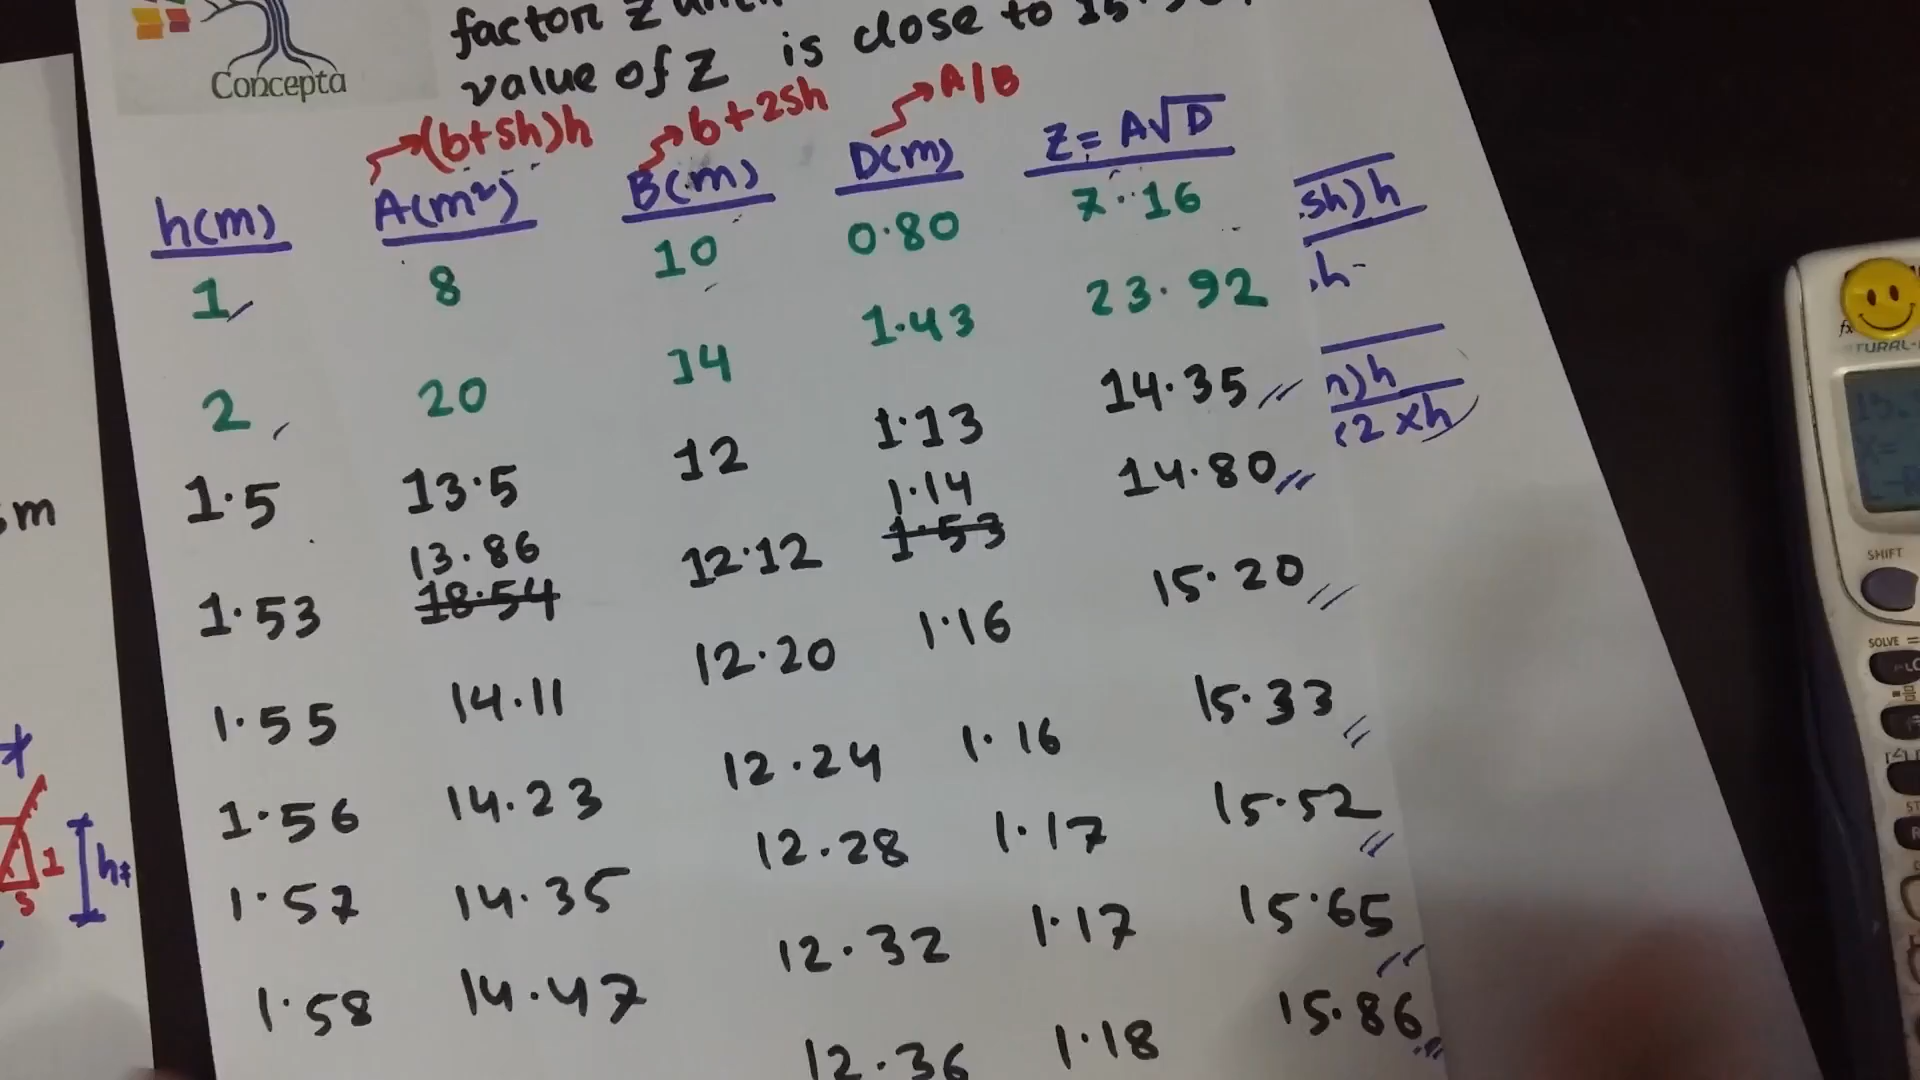 factor Z
value of Z is close to
Concepta
(b+sh)h b+2sh A/B
h(m) A(m²) B(m) D(m) Z=A√D
1 8 10 0.80 7.16
2 20 14 1.43 23.92
1.5 13.5 12 1.13 14.35
1.53 13.86 12.12 1.14 14.80
18.54 1.53
1.55 14.11 12.20 1.16 15.20
1.56 14.23 12.24 1.16 15.33
1.57 14.35 12.28 1.17 15.52
1.58 14.47 12.32 1.17 15.65
12.36 1.18 15.86
sh)h
h
)h
2xh
m
1
s
h
SHIFT
SOLVE =